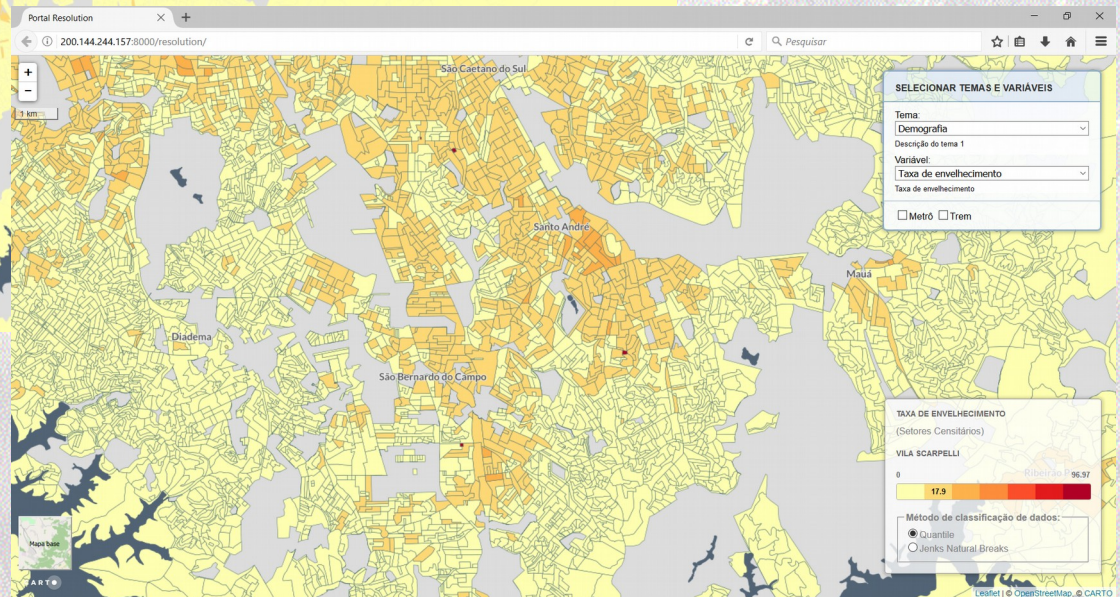 Portal Resolution
200.144.244.157:8000/resolution/
Pesquisar
+
-
1 km
São Caetano do Sul
Santo André
Mauá
Diadema
São Bernardo do Campo
SELECIONAR TEMAS E VARIÁVEIS
Tema:
Demografia
Descrição do tema 1
Variável:
Taxa de envelhecimento
Taxa de envelhecimento
Metrô Trem
TAXA DE ENVELHECIMENTO
(Setores Censitários)
VILA SCARPELLI
0 96.97
17.9
Método de classificação de dados:
Quantile
Jenks Natural Breaks
Mapa base
Leaflet | © OpenStreetMap, © CARTO